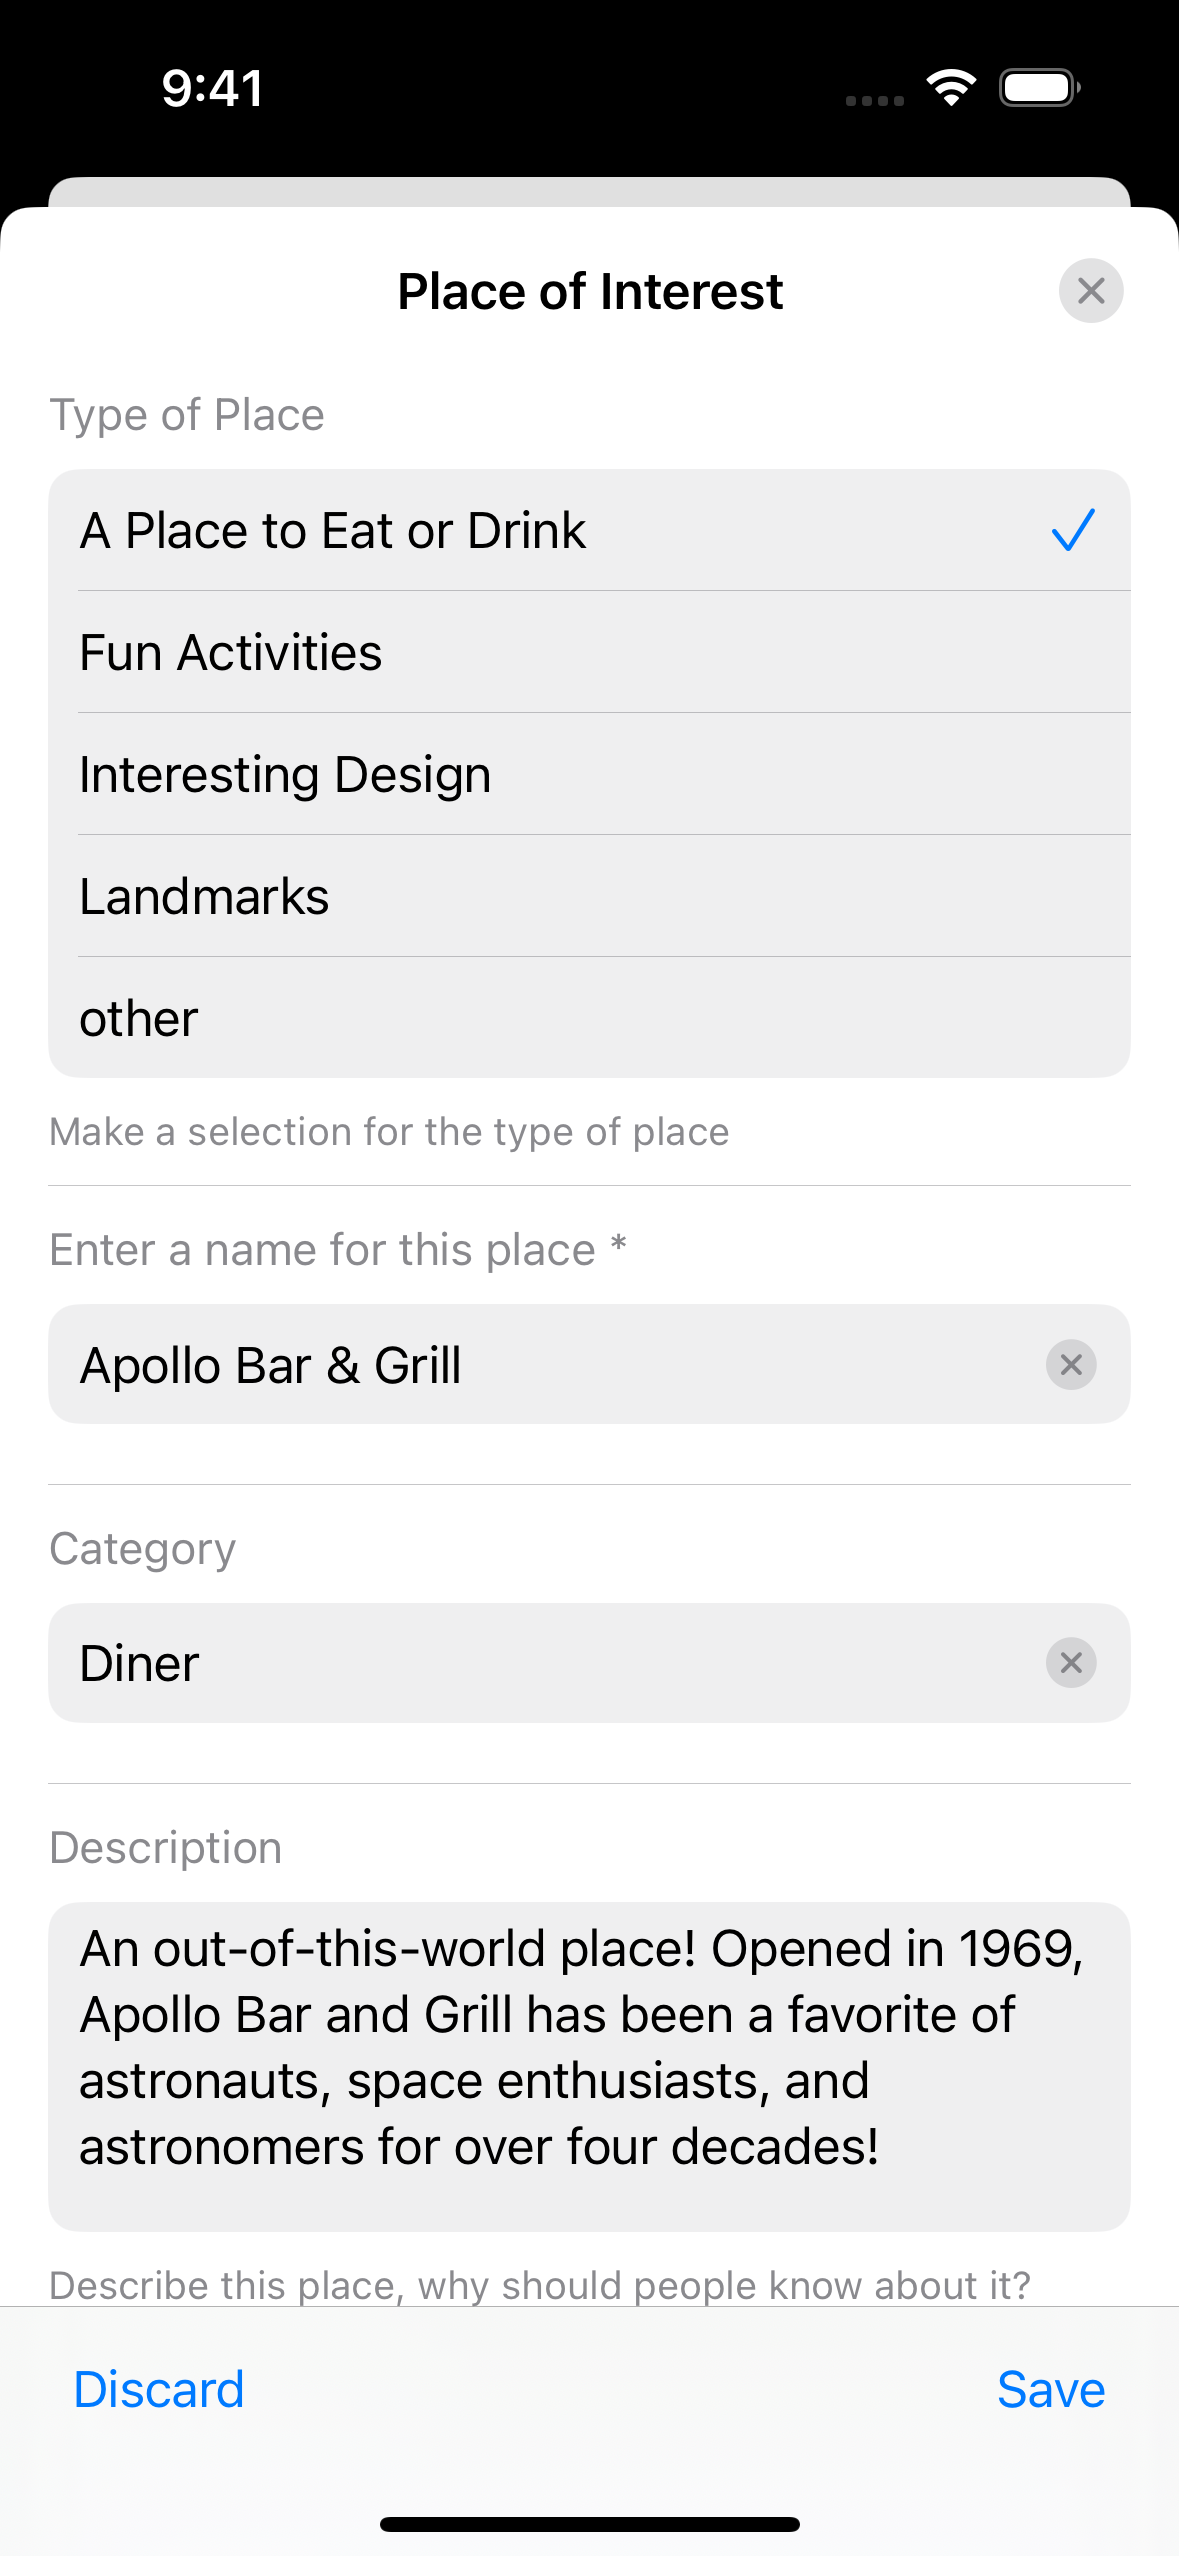 9:41
Place of Interest
Type of Place
A Place to Eat or Drink
Fun Activities
Interesting Design
Landmarks
other
Make a selection for the type of place
Enter a name for this place *
Apollo Bar & Grill
Category
Diner
Description
An out-of-this-world place! Opened in 1969,
Apollo Bar and Grill has been a favorite of
astronauts, space enthusiasts, and
astronomers for over four decades!
Describe this place, why should people know about it?
Discard
Save